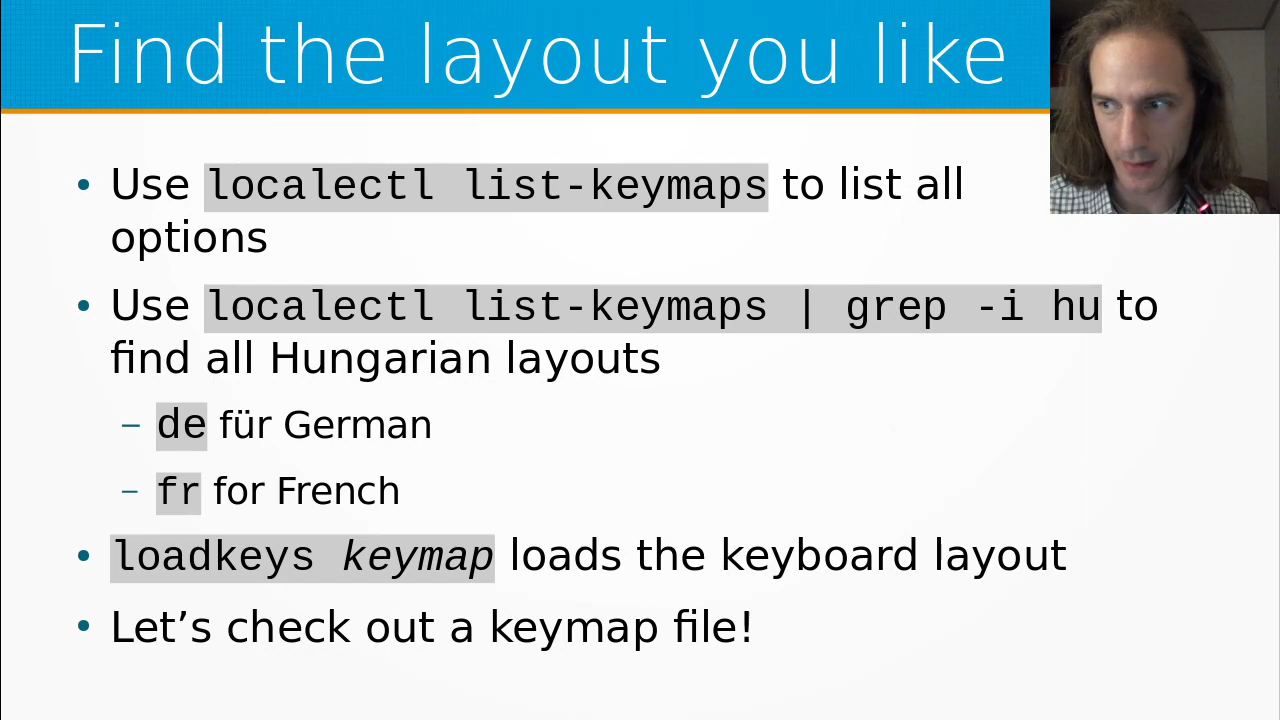 Find the layout you like
• Use localectl list-keymaps to list all
options
• Use localectl list-keymaps | grep -i hu to
find all Hungarian layouts
– de für German
– fr for French
• loadkeys keymap loads the keyboard layout
• Let’s check out a keymap file!